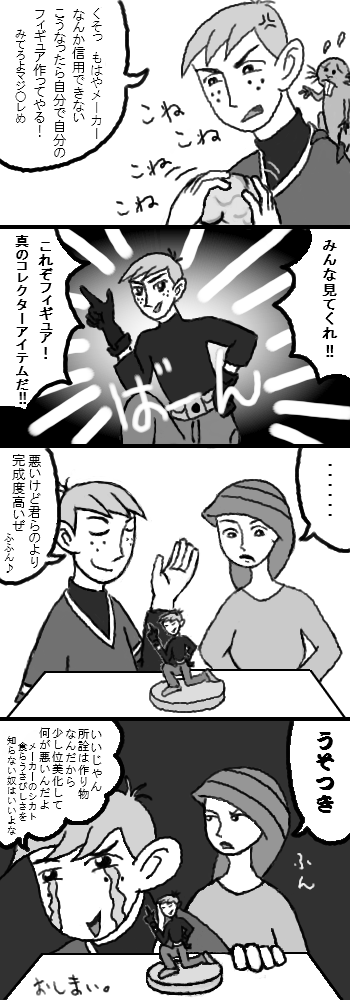 くそっ　もはやメーカー
なんか信用できない
こうなったら自分で自分の
フィギュア作ってやる！
みてろよマジ○レめ
こね
こね
こね
みんな見てくれ!!
これぞフィギュア！
真のコレクターアイテムだ!!
ばーん
・・・・・・
悪いけど君らのより
完成度高いぜ
ふふん♪
うそつき
ふん
いいじゃん
所詮は作り物
なんだから
少し位美化して
何が悪いんだよ
メーカーのシカト
食らうさびしさを
知らない奴はいいよな
おしまい。